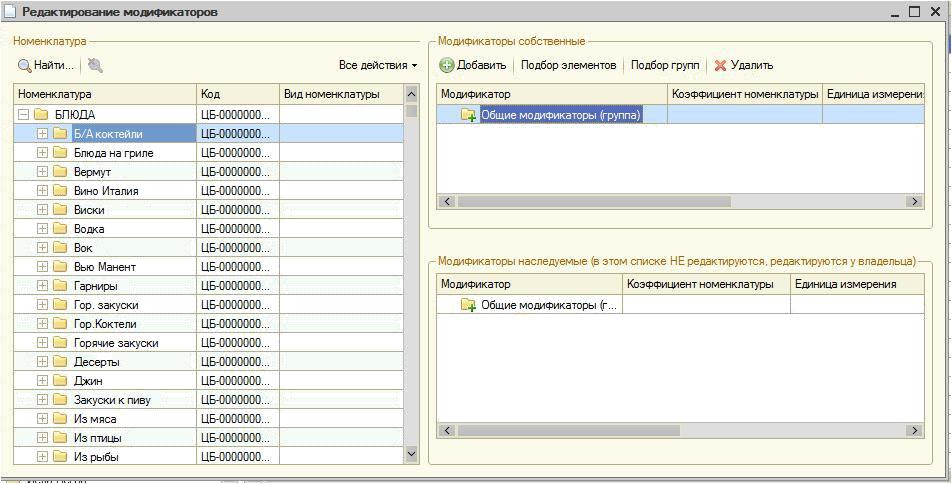 Редактирование модификаторов
Номенклатура
Найти...
Все действия
Номенклатура Код Вид номенклатуры
БЛЮДА ЦБ-0000000...
Б/А коктейли ЦБ-0000000...
Блюда на гриле ЦБ-0000000...
Вермут ЦБ-0000000...
Вино Италия ЦБ-0000000...
Виски ЦБ-0000000...
Водка ЦБ-0000000...
Вок ЦБ-0000000...
Вью Манент ЦБ-0000000...
Гарниры ЦБ-0000000...
Гор. закуски ЦБ-0000000...
Гор.Коктели ЦБ-0000000...
Горячие закуски ЦБ-0000000...
Десерты ЦБ-0000000...
Джин ЦБ-0000000...
Закуски к пиву ЦБ-0000000...
Из мяса ЦБ-0000000...
Из птицы ЦБ-0000000...
Из рыбы ЦБ-0000000...
Модификаторы собственные
Добавить Подбор элементов Подбор групп Удалить
Модификатор Коэффициент номенклатуры Единица измерени
Общие модификаторы (группа)
Модификаторы наследуемые (в этом списке НЕ редактируются, редактируются у владельца)
Модификатор Коэффициент номенклатуры Единица измерения
Общие модификаторы (г...